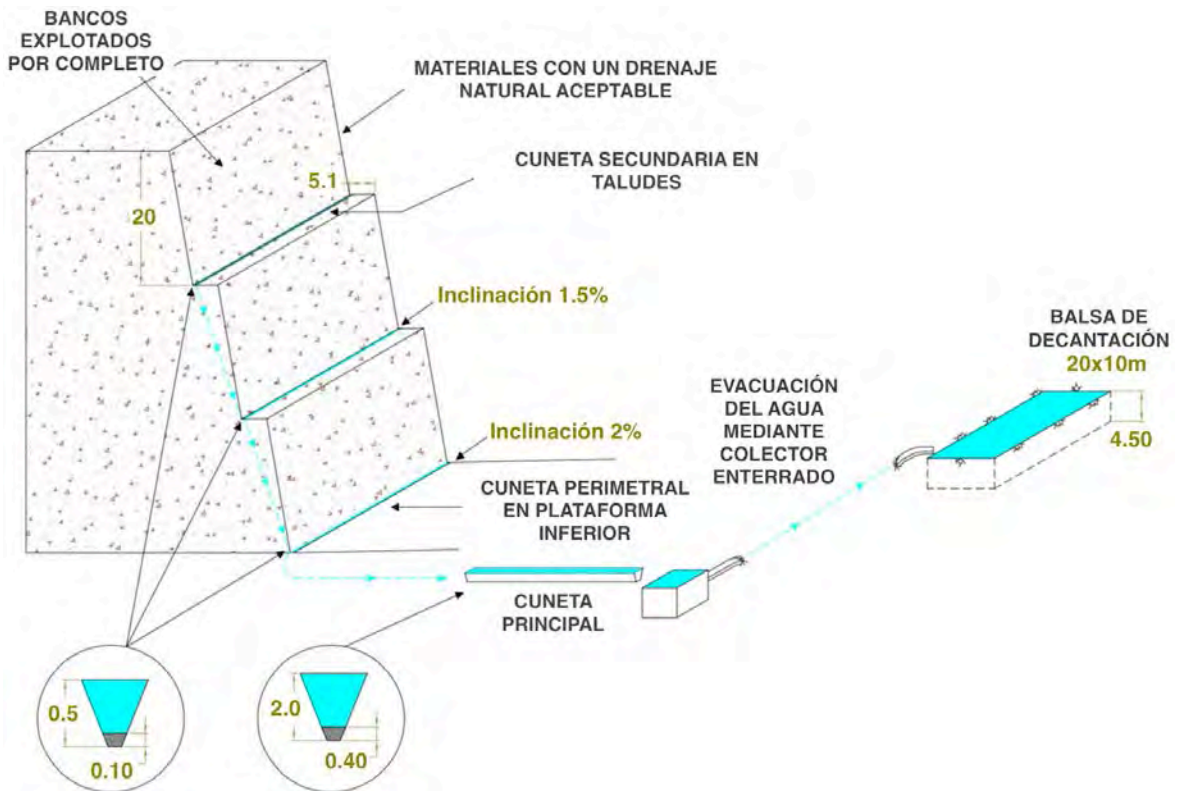 BANCOS
EXPLOTADOS
POR COMPLETO
MATERIALES CON UN DRENAJE
NATURAL ACEPTABLE
CUNETA SECUNDARIA EN
TALUDES
5.1
20
Inclinación 1.5%
Inclinación 2%
CUNETA PERIMETRAL
EN PLATAFORMA
INFERIOR
EVACUACIÓN
DEL AGUA
MEDIANTE
COLECTOR
ENTERRADO
BALSA DE
DECANTACIÓN
20x10m
4.50
CUNETA
PRINCIPAL
0.5
0.10
2.0
0.40